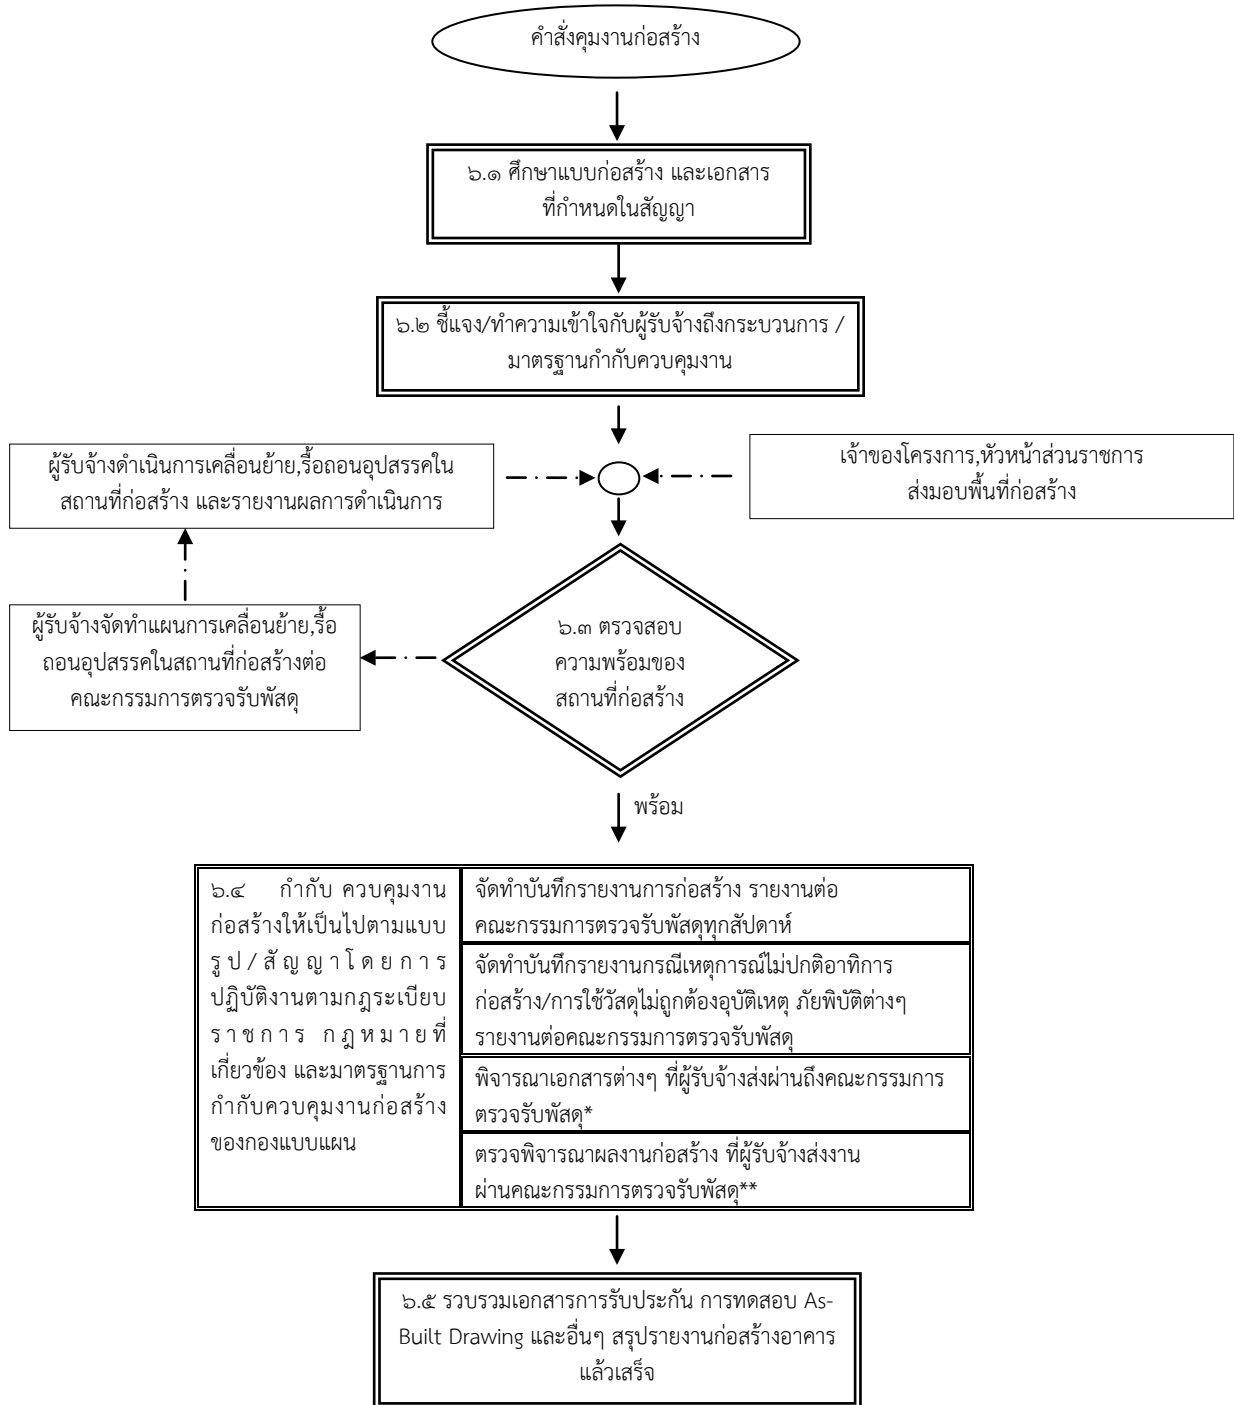 คำสั่งคุมงานก่อสร้าง
๖.๑ ศึกษาแบบก่อสร้าง และเอกสาร
ที่กำหนดในสัญญา
๖.๒ ชี้แจง/ทำความเข้าใจกับผู้รับจ้างถึงกระบวนการ /
มาตรฐานกำกับควบคุมงาน
ผู้รับจ้างดำเนินการเคลื่อนย้าย,รื้อถอนอุปสรรคใน
สถานที่ก่อสร้าง และรายงานผลการดำเนินการ
เจ้าของโครงการ,หัวหน้าส่วนราชการ
ส่งมอบพื้นที่ก่อสร้าง
ผู้รับจ้างจัดทำแผนการเคลื่อนย้าย,รื้อ
ถอนอุปสรรคในสถานที่ก่อสร้างต่อ
คณะกรรมการตรวจรับพัสดุ
๖.๓ ตรวจสอบ
ความพร้อมของ
สถานที่ก่อสร้าง
พร้อม
๖.๔ กำกับ ควบคุมงาน
ก่อสร้างให้เป็นไปตามแบบ
รูป/สัญญาโดยการ
ปฏิบัติงานตามกฎระเบียบ
ราชการ กฎหมายที่
เกี่ยวข้อง และมาตรฐานการ
กำกับควบคุมงานก่อสร้าง
ของกองแบบแผน
จัดทำบันทึกรายงานการก่อสร้าง รายงานต่อ
คณะกรรมการตรวจรับพัสดุทุกสัปดาห์
จัดทำบันทึกรายงานกรณีเหตุการณ์ไม่ปกติอาทิการ
ก่อสร้าง/การใช้วัสดุไม่ถูกต้องอุบัติเหตุ ภัยพิบัติต่างๆ
รายงานต่อคณะกรรมการตรวจรับพัสดุ
พิจารณาเอกสารต่างๆ ที่ผู้รับจ้างส่งผ่านถึงคณะกรรมการ
ตรวจรับพัสดุ*
ตรวจพิจารณาผลงานก่อสร้าง ที่ผู้รับจ้างส่งงาน
ผ่านคณะกรรมการตรวจรับพัสดุ**
๖.๕ รวบรวมเอกสารการรับประกัน การทดสอบ As-
Built Drawing และอื่นๆ สรุปรายงานก่อสร้างอาคาร
แล้วเสร็จ